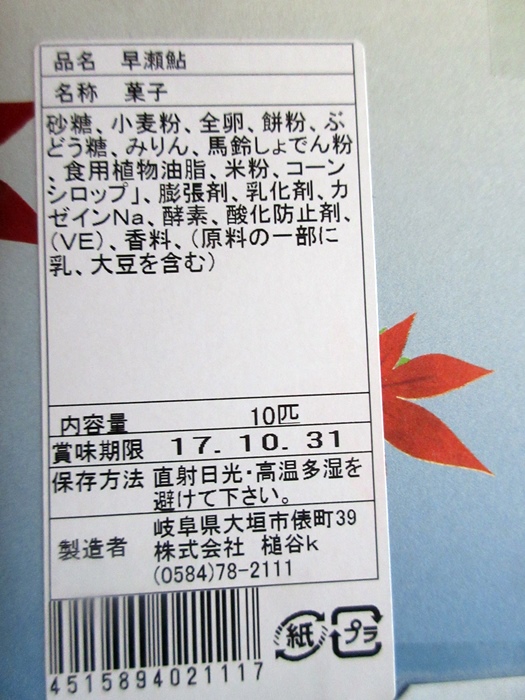 品名 早瀬鮎
名称 菓子
砂糖、小麦粉、全卵、餅粉、ぶ
どう糖、みりん、馬鈴しょでん粉
、食用植物油脂、米粉、コーン
シロップ」、膨張剤、乳化剤、カ
ゼインNa、酵素、酸化防止剤、
(VE)、香料、(原料の一部に
乳、大豆を含む)
内容量 10匹
賞味期限 17.10.31
保存方法 直射日光・高温多湿を
避けて下さい。
製造者 岐阜県大垣市俵町39
株式会社 槌谷k
(0584)78-2111
4515894021117
紙 プラ